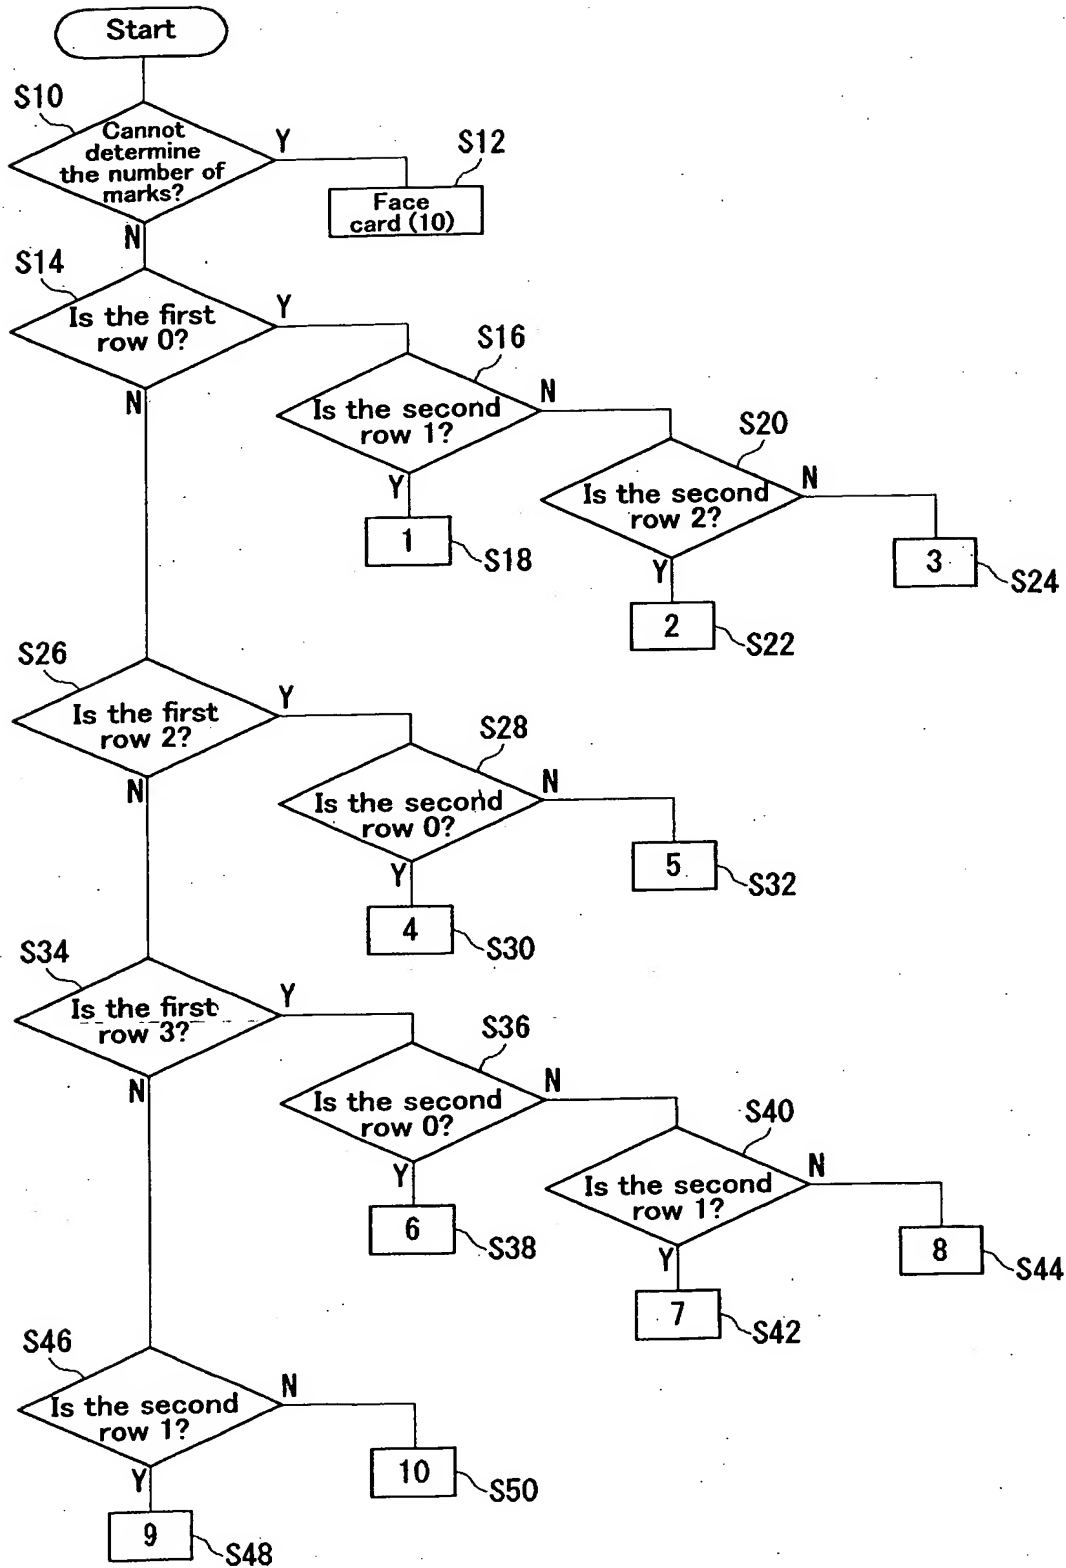 Start
S10
Cannot
determine
the number of
marks?
Y
S12
Face
card (10)
N
S14
Is the first
row 0?
Y
N
S16
Is the second
row 1?
N
Y
1
S18
S20
Is the second
row 2?
N
Y
2
S22
3
S24
S26
Is the first
row 2?
Y
N
S28
Is the second
row 0?
N
Y
4
S30
5
S32
S34
Is the first
row 3?
Y
N
S36
Is the second
row 0?
N
Y
6
S38
S40
Is the second
row 1?
N
Y
7
S42
8
S44
S46
Is the second
row 1?
N
Y
9
S48
10
S50